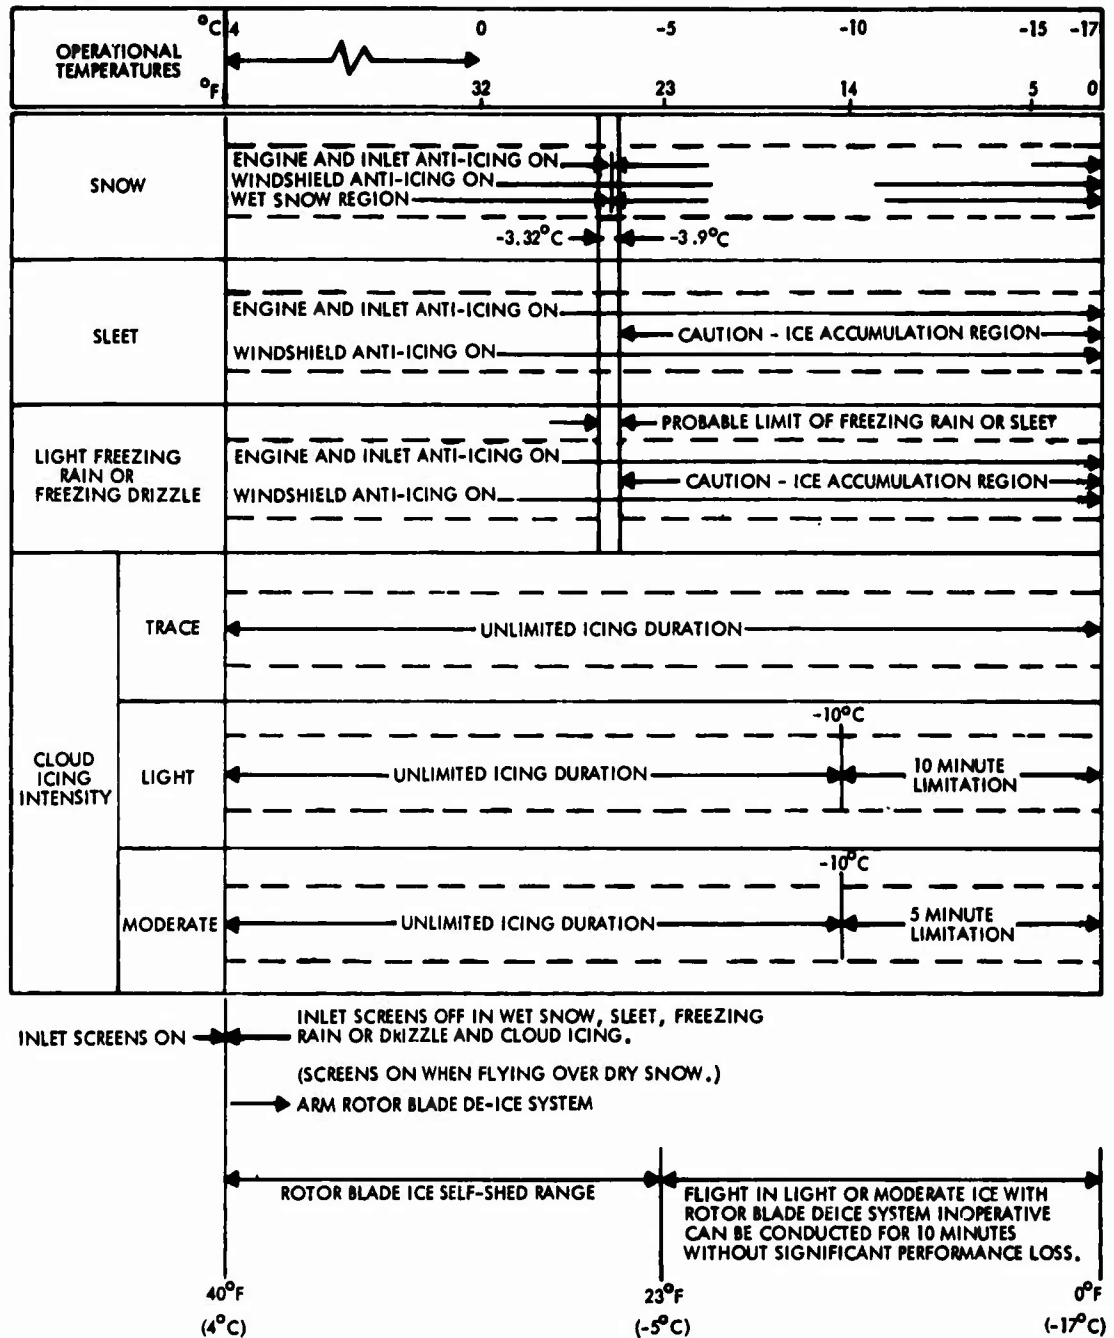 °C 4 0 -5 -10 -15 -17
OPERATIONAL
TEMPERATURES
°F 32 23 14 5 0
SNOW
ENGINE AND INLET ANTI-ICING ON
WINDSHIELD ANTI-ICING ON
WET SNOW REGION
-3.32°C -3.9°C
SLEET
ENGINE AND INLET ANTI-ICING ON
CAUTION - ICE ACCUMULATION REGION
WINDSHIELD ANTI-ICING ON
LIGHT FREEZING
RAIN OR
FREEZING DRIZZLE
PROBABLE LIMIT OF FREEZING RAIN OR SLEET
ENGINE AND INLET ANTI-ICING ON
CAUTION - ICE ACCUMULATION REGION
WINDSHIELD ANTI-ICING ON
CLOUD
ICING
INTENSITY
TRACE
UNLIMITED ICING DURATION
LIGHT
-10°C
UNLIMITED ICING DURATION
10 MINUTE
LIMITATION
MODERATE
-10°C
UNLIMITED ICING DURATION
5 MINUTE
LIMITATION
INLET SCREENS ON
INLET SCREENS OFF IN WET SNOW, SLEET, FREEZING
RAIN OR DRIZZLE AND CLOUD ICING.
(SCREENS ON WHEN FLYING OVER DRY SNOW.)
ARM ROTOR BLADE DE-ICE SYSTEM
ROTOR BLADE ICE SELF-SHED RANGE
FLIGHT IN LIGHT OR MODERATE ICE WITH
ROTOR BLADE DEICE SYSTEM INOPERATIVE
CAN BE CONDUCTED FOR 10 MINUTES
WITHOUT SIGNIFICANT PERFORMANCE LOSS.
40°F 23°F 0°F
(4°C) (-5°C) (-17°C)